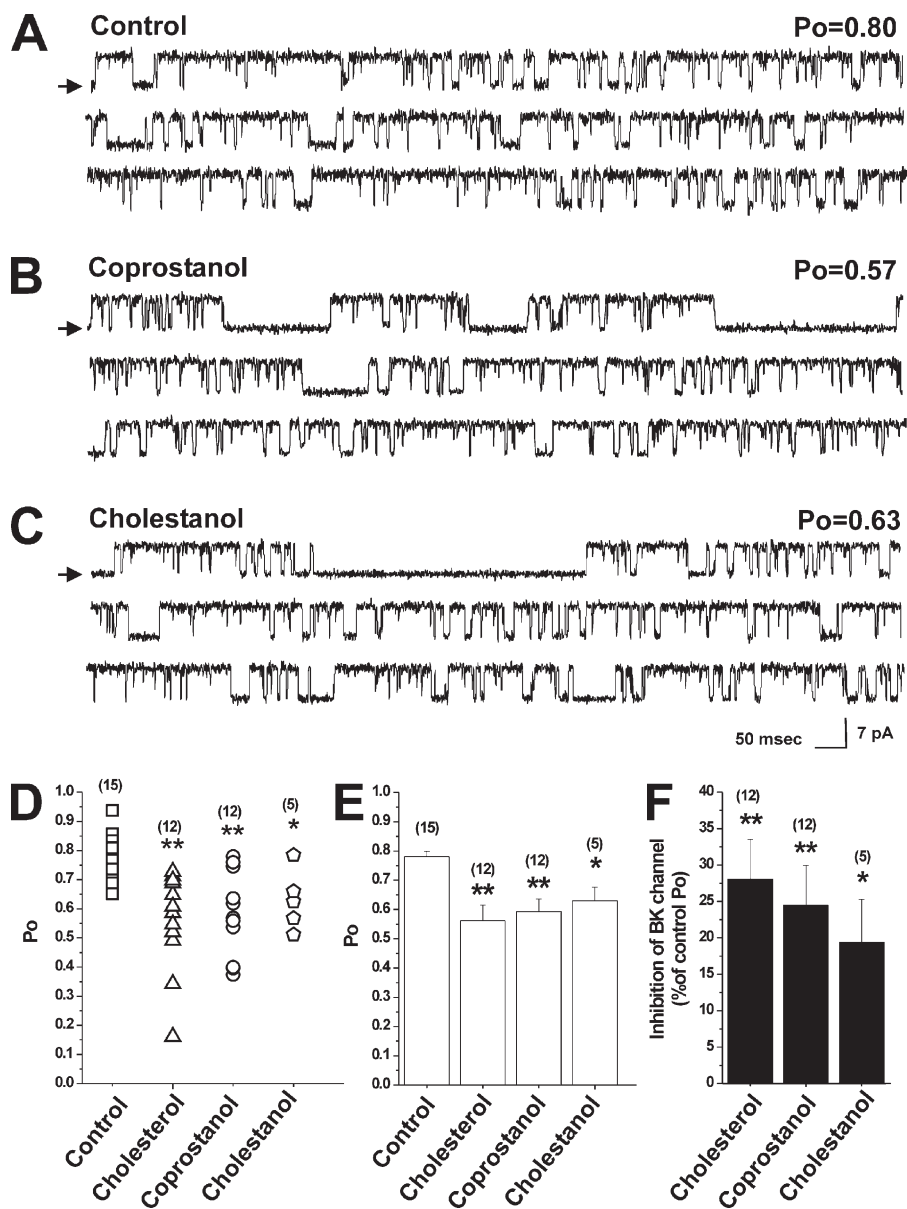 A Control Po=0.80
B Coprostanol Po=0.57
C Cholestanol Po=0.63
50 msec 7 pA
D
1.0
0.9
0.8
0.7
0.6
0.5
0.4
0.3
0.2
0.1
0.0
Po
(15)
(12)
**
(12)
**
(5)
*
Control
Cholesterol
Coprostanol
Cholestanol
E
1.0
0.9
0.8
0.7
0.6
0.5
0.4
0.3
0.2
0.1
0.0
Po
(15)
(12)
**
(12)
**
(5)
*
Control
Cholesterol
Coprostanol
Cholestanol
F
40
35
30
25
20
15
10
5
0
Inhibition of BK channel
(%of control Po)
(12)
**
(12)
**
(5)
*
Cholesterol
Coprostanol
Cholestanol